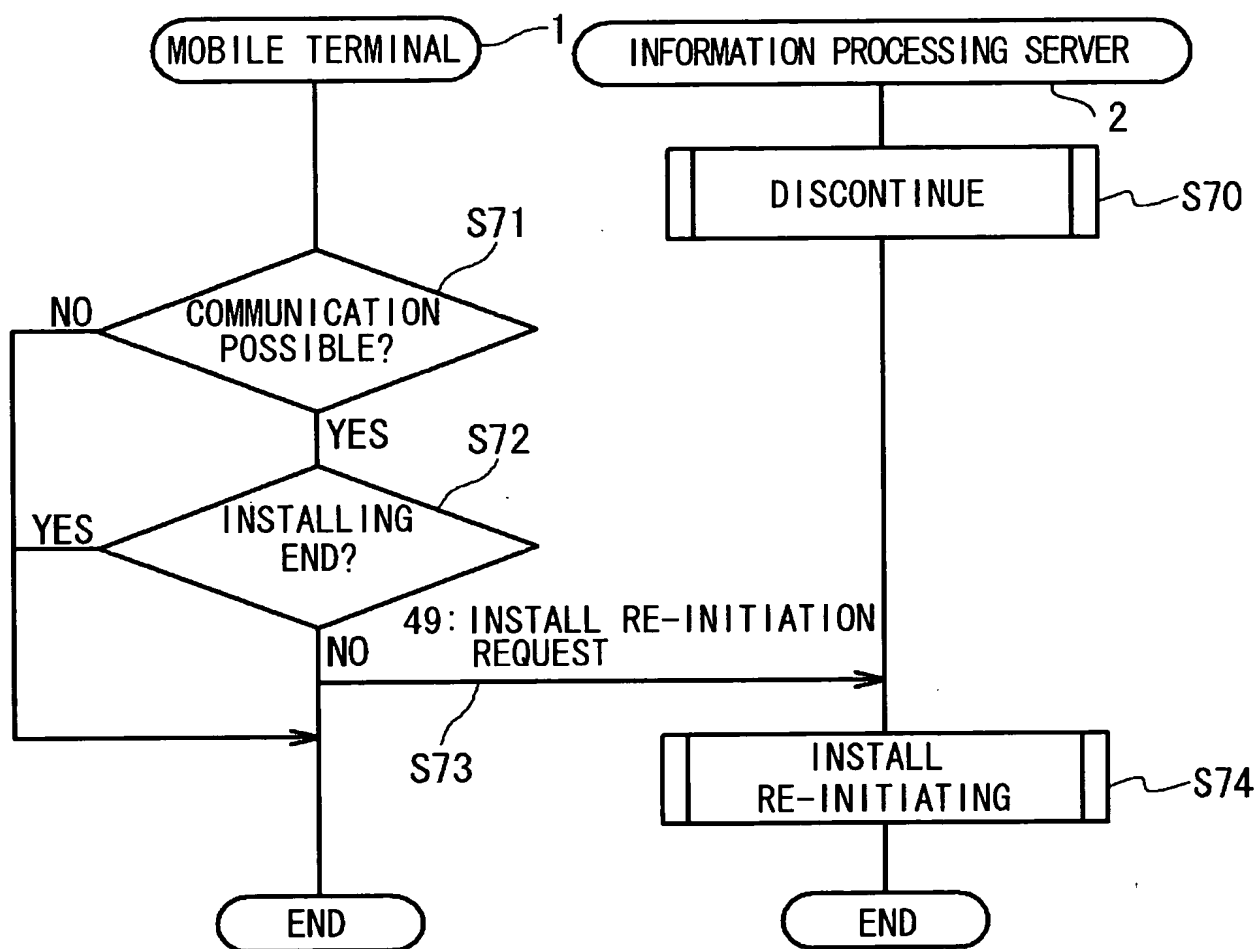 MOBILE TERMINAL
1
INFORMATION PROCESSING SERVER
2
DISCONTINUE
S70
S71
NO
COMMUNICATION
POSSIBLE?
YES
S72
YES
INSTALLING
END?
NO
49: INSTALL RE-INITIATION
REQUEST
S73
INSTALL
RE-INITIATING
S74
END
END